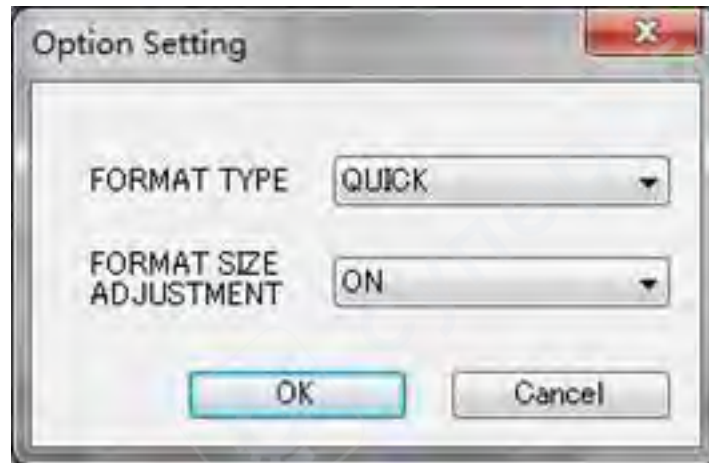 Option Setting
FORMAT TYPE
QUICK
FORMAT SIZE
ADJUSTMENT
ON
OK
Cancel